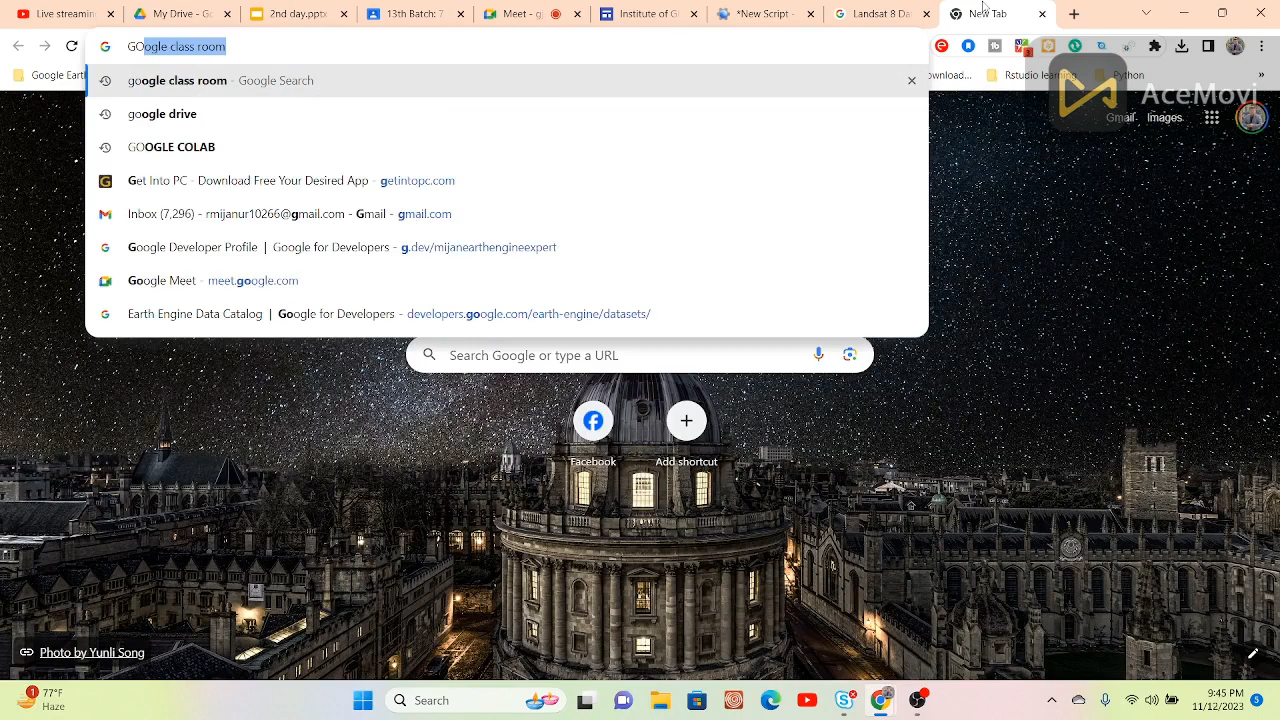 Live streamin
My Drive - Go
2nd day.pptx
13th Batch: 7
Meet - g
Institute of G
*New Script -
Landsat 8 Da
New Tab
GOogle class room
Google Earth
ownload...
Rstudio learning
Python
»
AceMovi
google class room - Google Search
google drive
GOOGLE COLAB
Get Into PC - Download Free Your Desired App - getintopc.com
Inbox (7,296) - rmijanur10266@gmail.com - Gmail - gmail.com
Google Developer Profile | Google for Developers - g.dev/mijanearthengineexpert
Google Meet - meet.google.com
Earth Engine Data Catalog | Google for Developers - developers.google.com/earth-engine/datasets/
Gmail Images
Search Google or type a URL
Facebook
Add shortcut
Photo by Yunli Song
1
77°F
Haze
Search
9:45 PM
11/12/2023
5